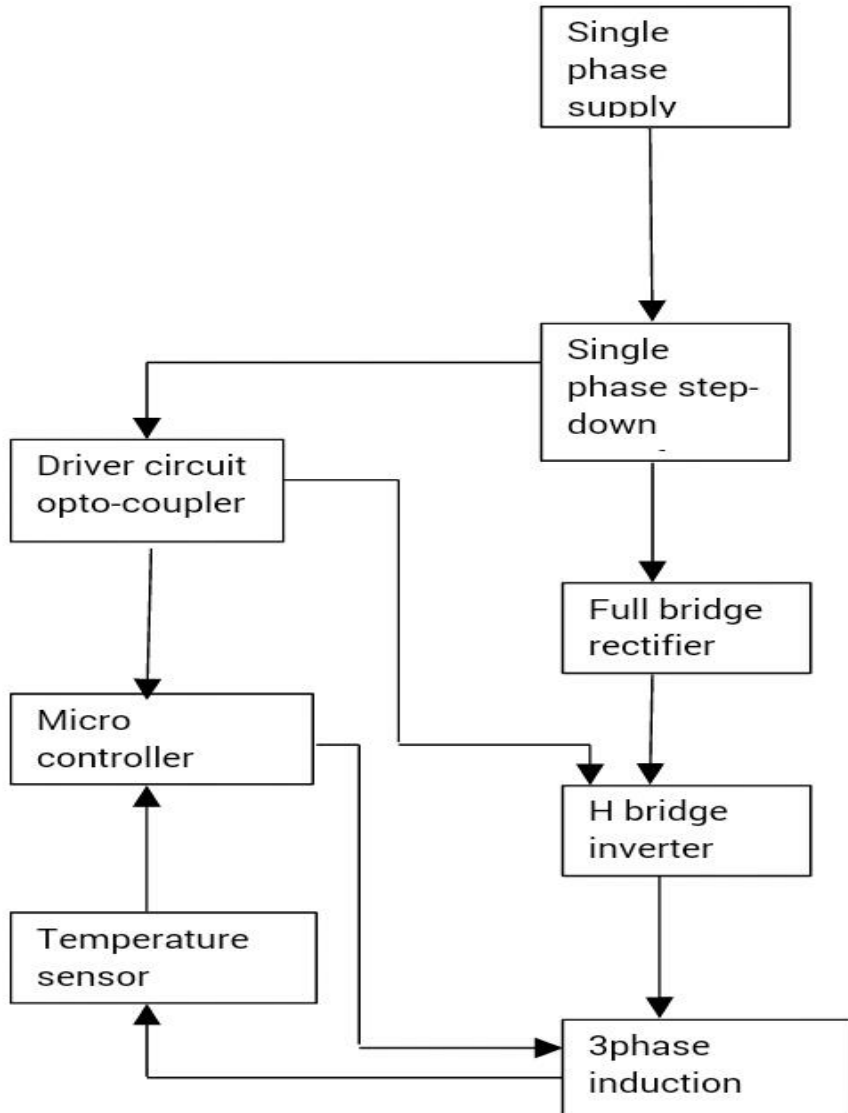 Single
phase
supply
Single
phase step-
down
Driver circuit
opto-coupler
Full bridge
rectifier
Micro
controller
H bridge
inverter
Temperature
sensor
3phase
induction